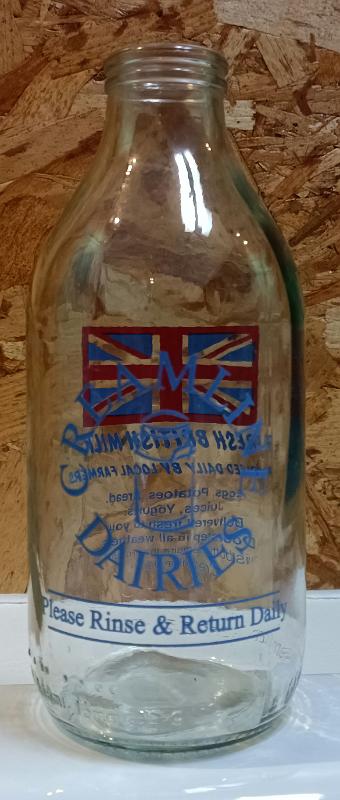 CREAMLINE
DAIRIES
Please Rinse & Return Daily
FRESH BRITISH MILK
DAILY BY LOCAL FARMERS
Eggs, Potatoes, Bread,
Juices, Yogurts
Delivered fresh to you